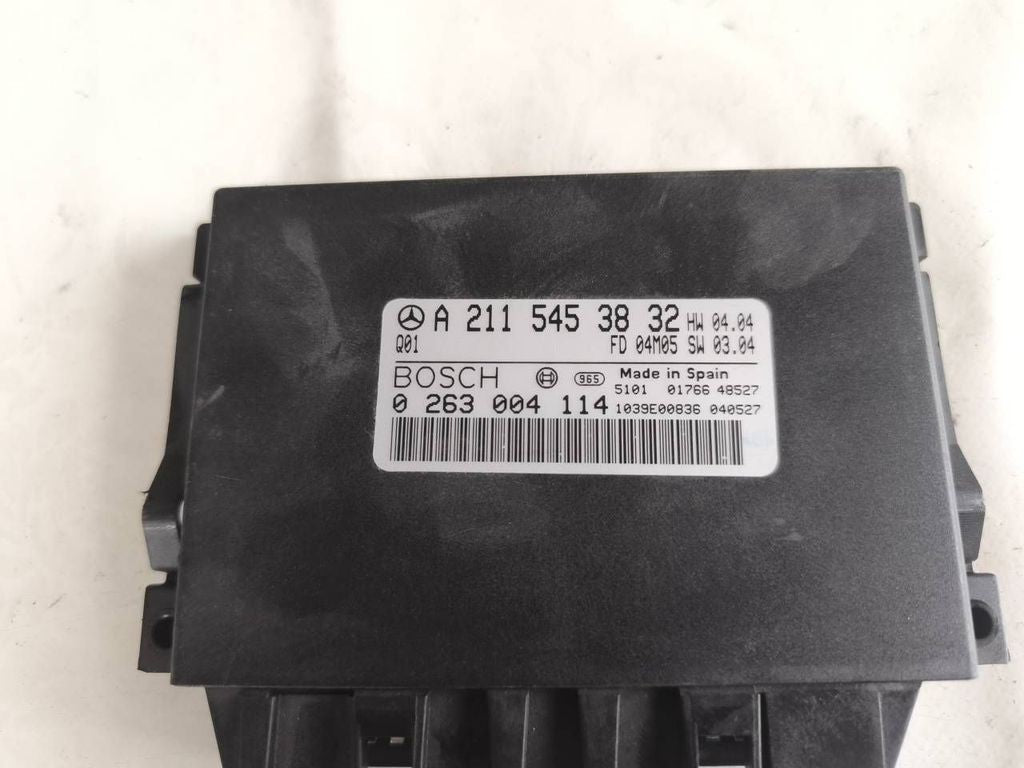 A 211 545 38 32 HW 04.04
Q01 FD 04M05 SW 03.04
BOSCH 965 Made in Spain
5101 01766 48527
0 263 004 114 1039E00836 040527